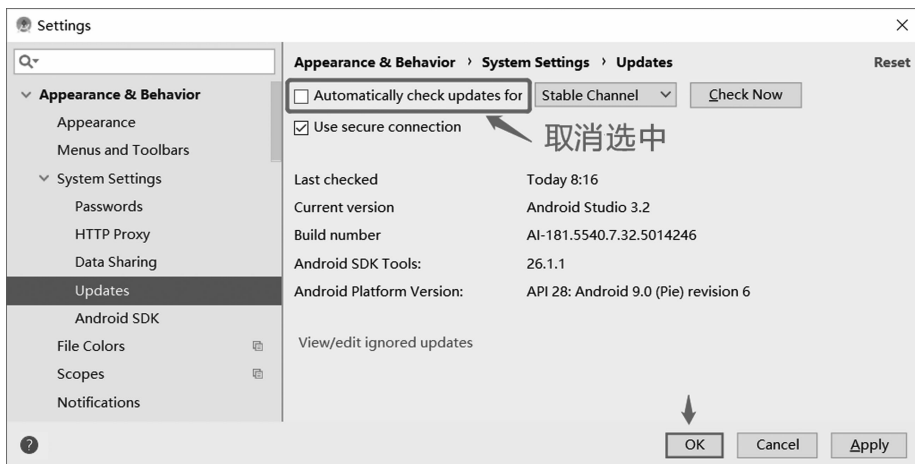 Settings
Appearance & Behavior › System Settings › Updates Reset
Appearance & Behavior
Appearance
Menus and Toolbars
System Settings
Passwords
HTTP Proxy
Data Sharing
Updates
Android SDK
File Colors
Scopes
Notifications
Automatically check updates for Stable Channel Check Now
Use secure connection
取消选中
Last checked Today 8:16
Current version Android Studio 3.2
Build number AI-181.5540.7.32.5014246
Android SDK Tools: 26.1.1
Android Platform Version: API 28: Android 9.0 (Pie) revision 6
View/edit ignored updates
? OK Cancel Apply